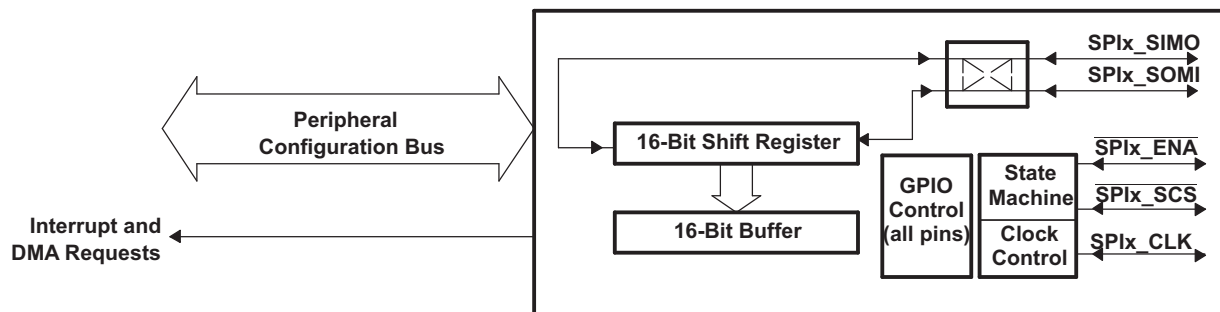 Peripheral
Configuration Bus
Interrupt and
DMA Requests
16-Bit Shift Register
16-Bit Buffer
GPIO
Control
(all pins)
State
Machine
Clock
Control
SPIx_SIMO
SPIx_SOMI
SPIx_ENA
SPIx_SCS
SPIx_CLK